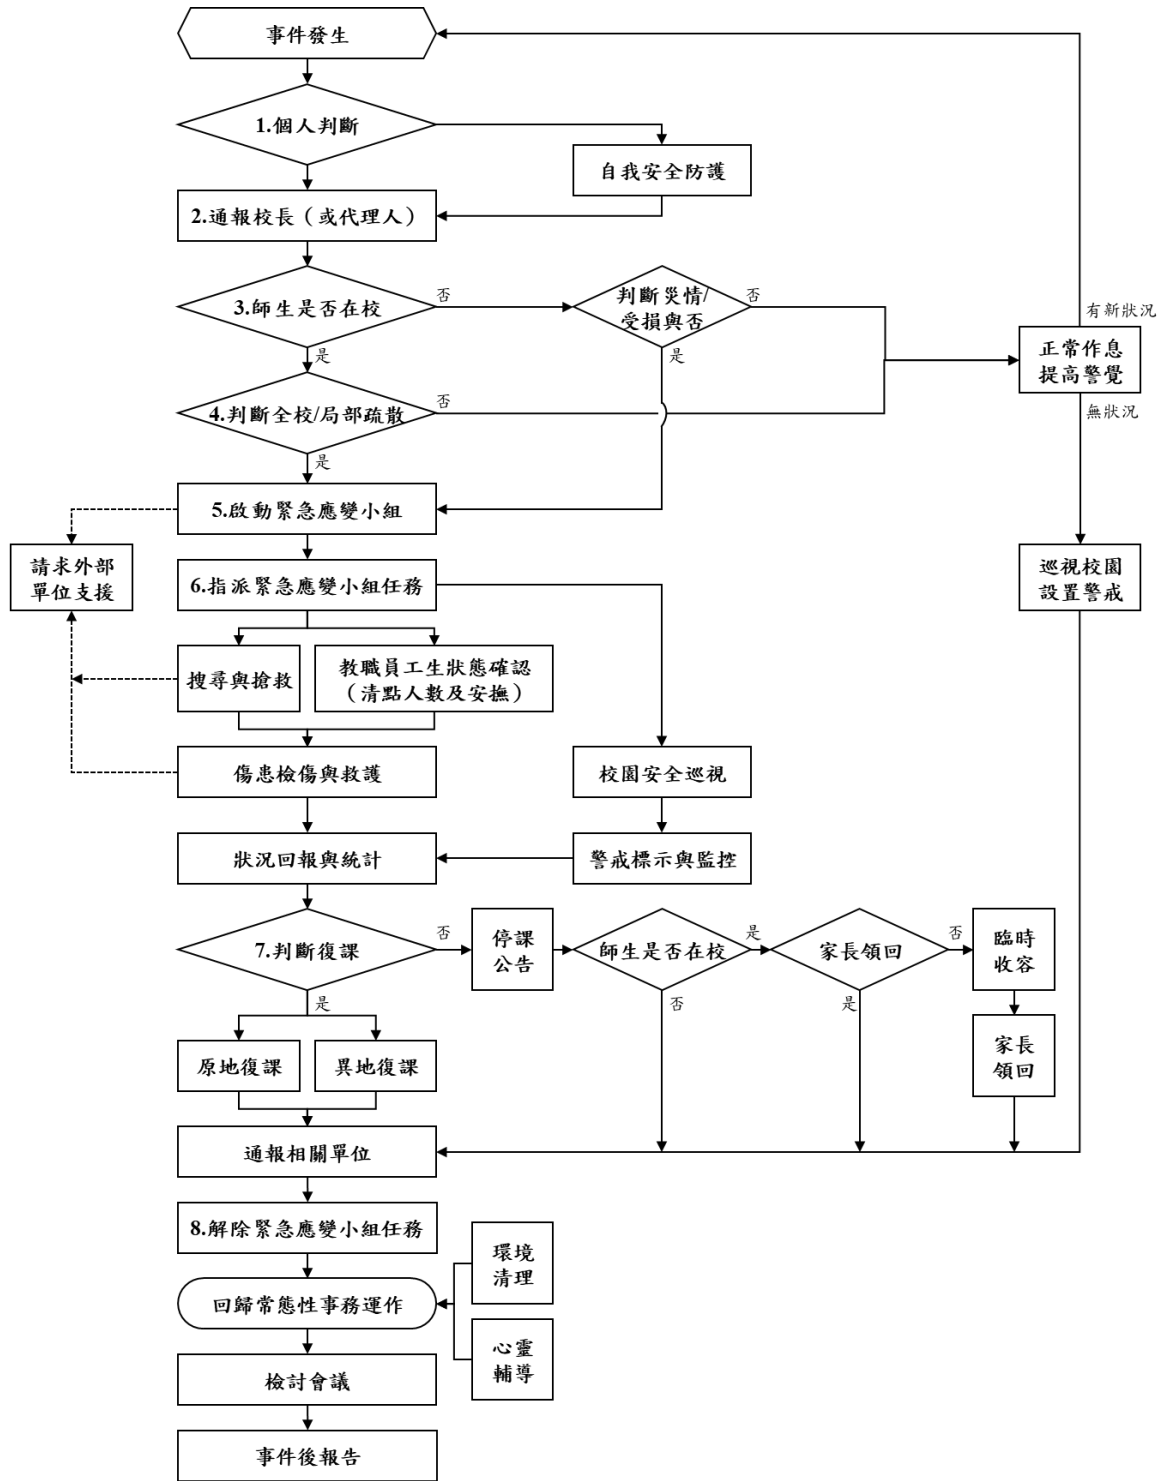 事件發生
1.個人判斷
自我安全防護
2.通報校長（或代理人）
3.師生是否在校
否
判斷災情/
受損與否
否
有新狀況
正常作息
提高警覺
是
是
4.判斷全校/局部疏散
否
無狀況
是
5.啟動緊急應變小組
請求外部
單位支援
6.指派緊急應變小組任務
巡視校園
設置警戒
搜尋與搶救
教職員工生狀態確認
（清點人數及安撫）
傷患檢傷與救護
校園安全巡視
狀況回報與統計
警戒標示與監控
7.判斷復課
否
停課
公告
師生是否在校
是
家長領回
否
臨時
收容
是
否
是
原地復課
異地復課
家長
領回
通報相關單位
8.解除緊急應變小組任務
環境
清理
回歸常態性事務運作
心靈
輔導
檢討會議
事件後報告